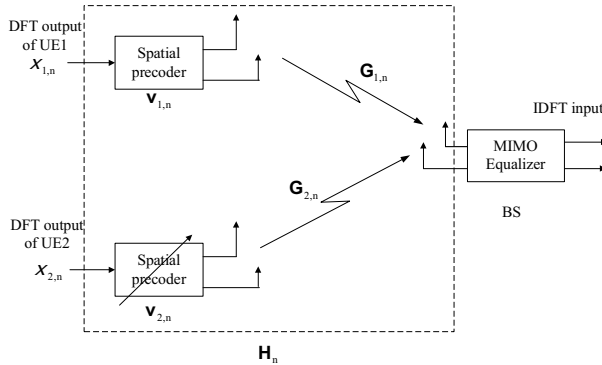 DFT output
of UE1
x1,n
Spatial
precoder
v1,n
G1,n
IDFT input
MIMO
Equalizer
BS
G2,n
DFT output
of UE2
x2,n
Spatial
precoder
v2,n
Hn